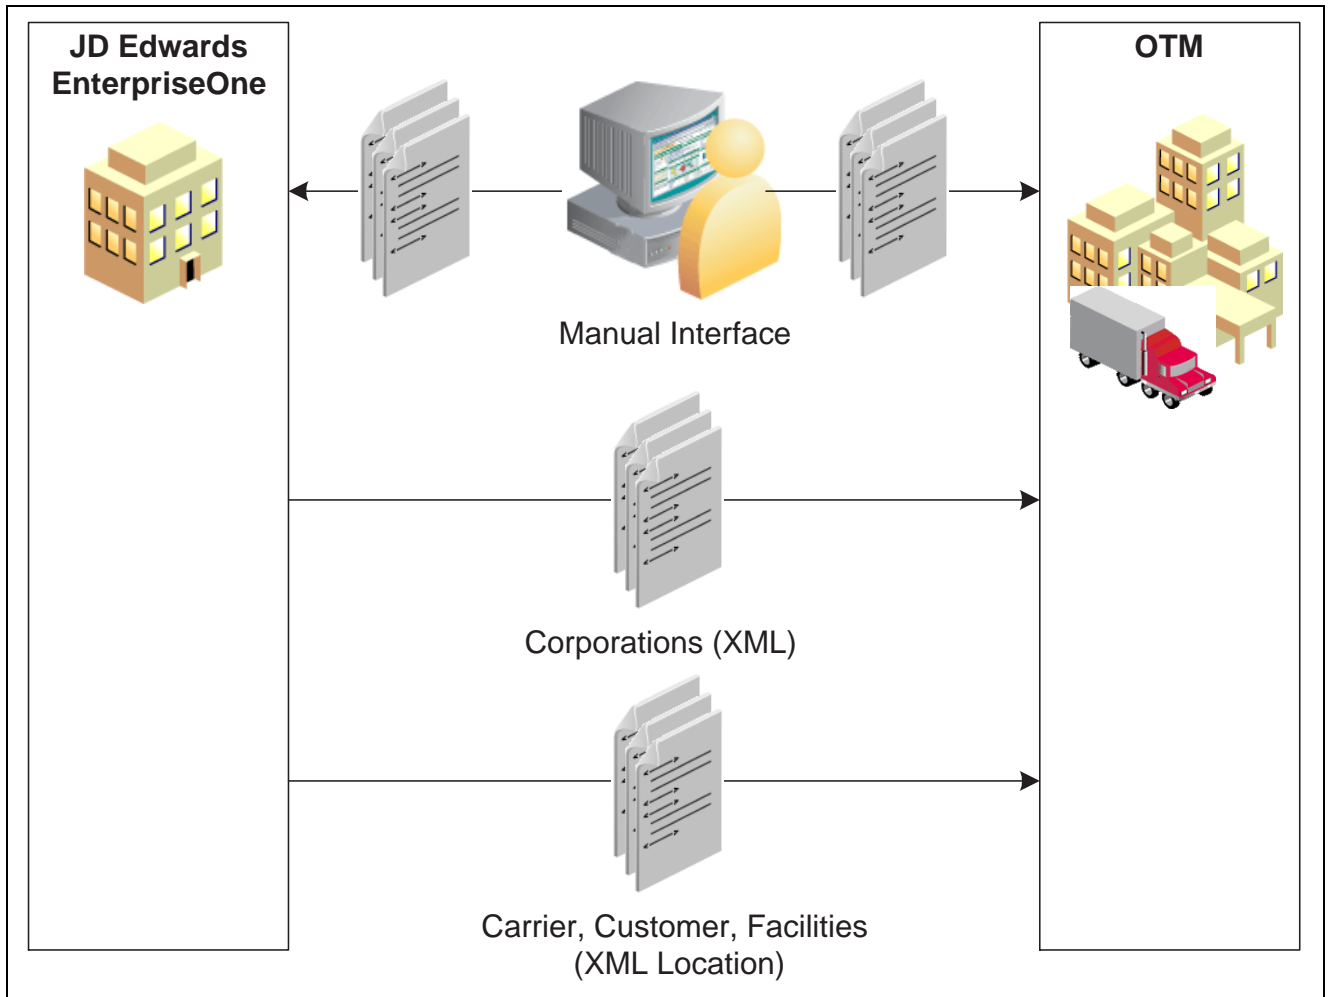 JD Edwards
EnterpriseOne
OTM
Manual Interface
Corporations (XML)
Carrier, Customer, Facilities
(XML Location)